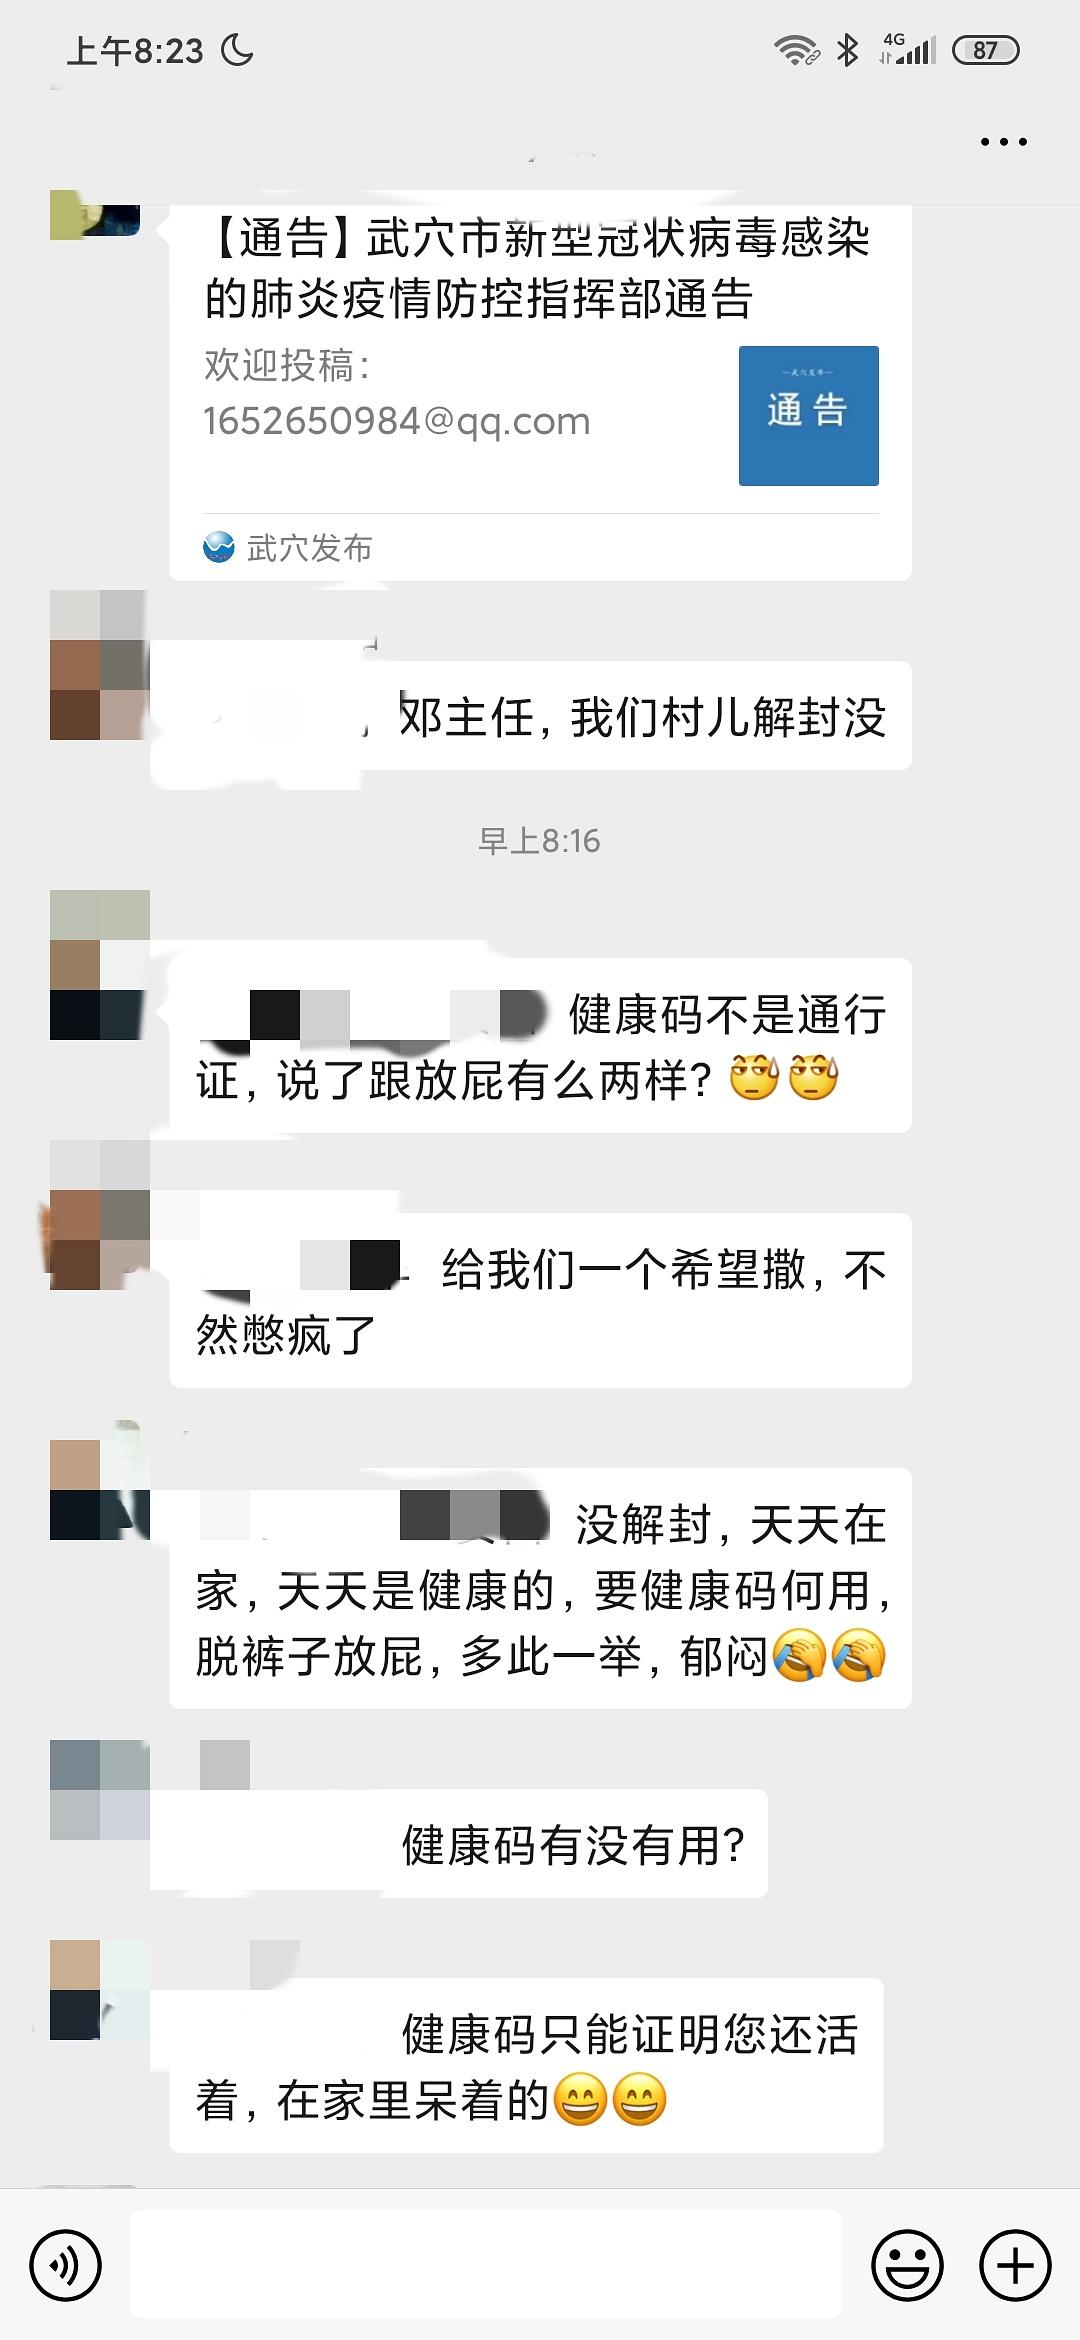 上午8:23
4G
87
【通告】武穴市新型冠状病毒感染
的肺炎疫情防控指挥部通告
欢迎投稿：
1652650984@qq.com
—武穴发布—
通告
武穴发布
邓主任，我们村儿解封没
早上8:16
健康码不是通行
证，说了跟放屁有么两样？
给我们一个希望撒，不
然憋疯了
没解封，天天在
家，天天是健康的，要健康码何用，
脱裤子放屁，多此一举，郁闷
健康码有没有用？
健康码只能证明您还活
着，在家里呆着的